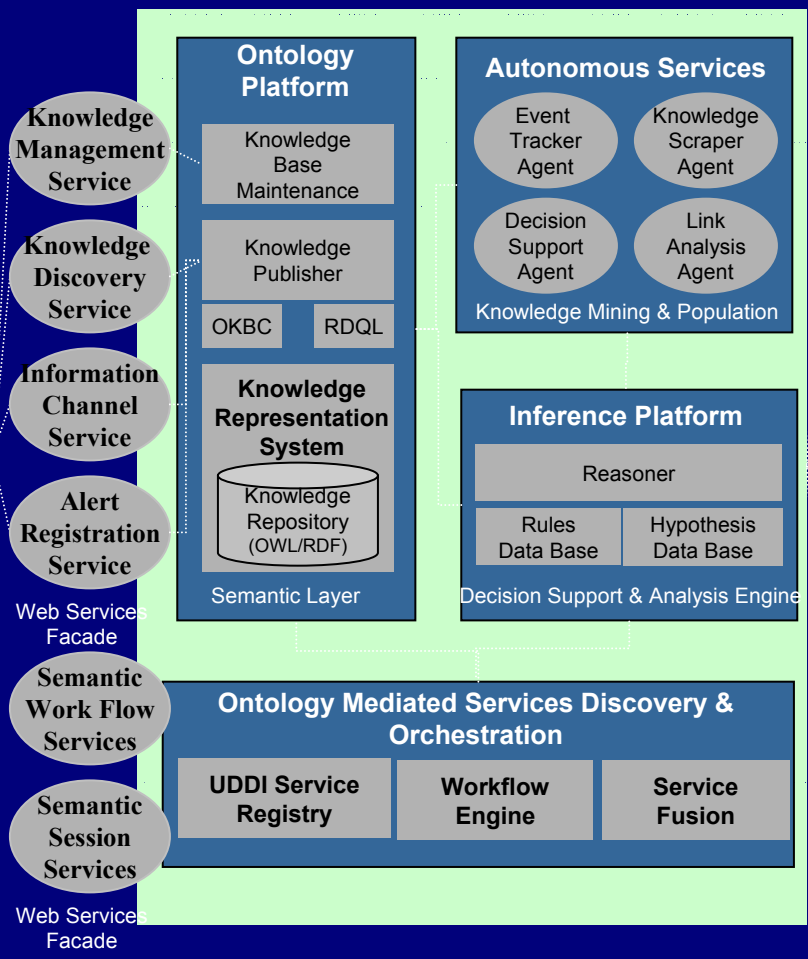 Knowledge
Management
Service
Knowledge
Discovery
Service
Information
Channel
Service
Alert
Registration
Service
Web Services
Facade
Semantic
Work Flow
Services
Semantic
Session
Services
Web Services
Facade
Ontology
Platform
Knowledge
Base
Maintenance
Knowledge
Publisher
OKBC
RDQL
Knowledge
Representation
System
Knowledge
Repository
(OWL/RDF)
Semantic Layer
Autonomous Services
Event
Tracker
Agent
Knowledge
Scraper
Agent
Decision
Support
Agent
Link
Analysis
Agent
Knowledge Mining & Population
Inference Platform
Reasoner
Rules
Data Base
Hypothesis
Data Base
Decision Support & Analysis Engine
Ontology Mediated Services Discovery &
Orchestration
UDDI Service
Registry
Workflow
Engine
Service
Fusion